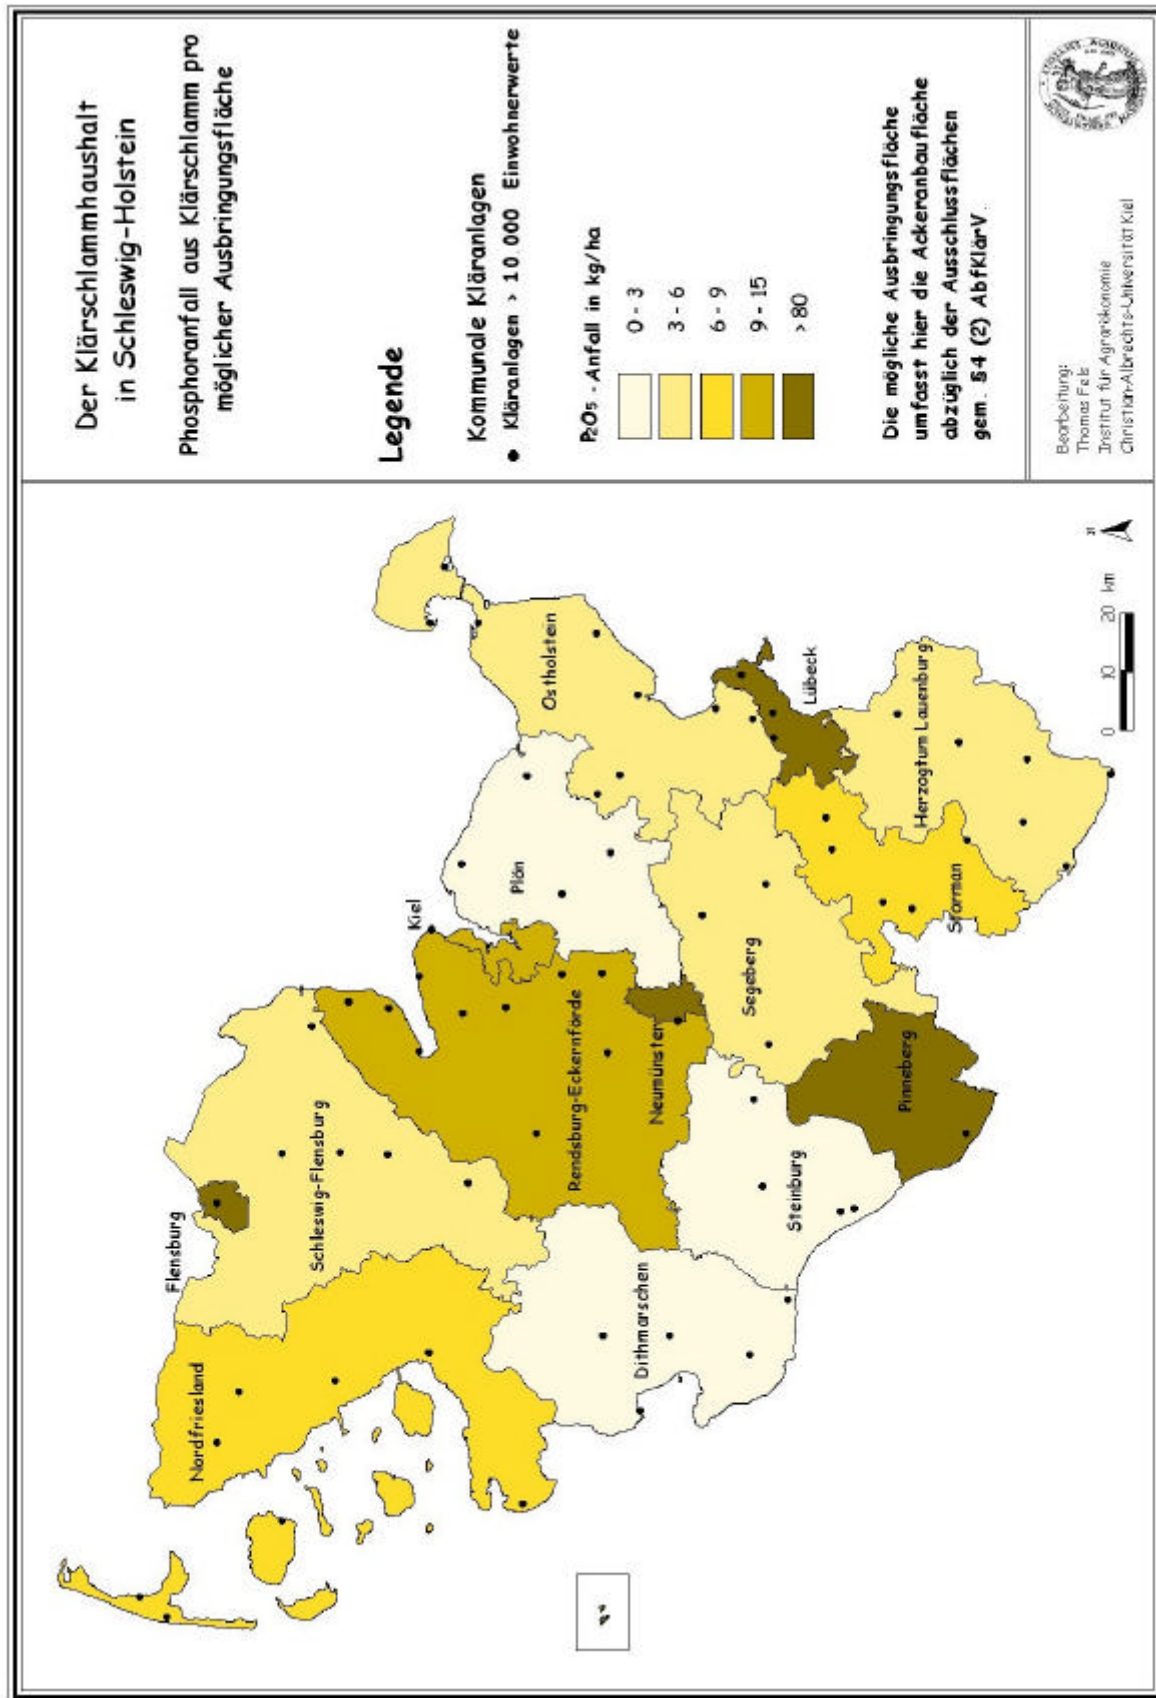 Der Klärschlammhaushalt
in Schleswig-Holstein
Phosphoranfall aus Klärschlamm pro
möglicher Ausbringungsfläche
Legende
Kommunale Kläranlagen
Kläranlagen > 10 000 Einwohnerwerte
P2O5 - Anfall in kg/ha
0 - 3
3 - 6
6 - 9
9 - 15
> 80
Die mögliche Ausbringungsfläche
umfasst hier die Ackeranbaufläche
abzüglich der Ausschlussflächen
gem. §4 (2) AbfKlärV.
Bearbeitung:
Thomas Fels
Institut für Agrarökonomie
Christian-Albrechts-Universität Kiel
Nordfriesland
Flensburg
Schleswig-Flensburg
Kiel
Plön
Ostholstein
Rendsburg-Eckernförde
Neumünster
Dithmarschen
Steinburg
Segeberg
Pinneberg
Storman
Lübeck
Herzogtum Lauenburg
0 10 20 km
N